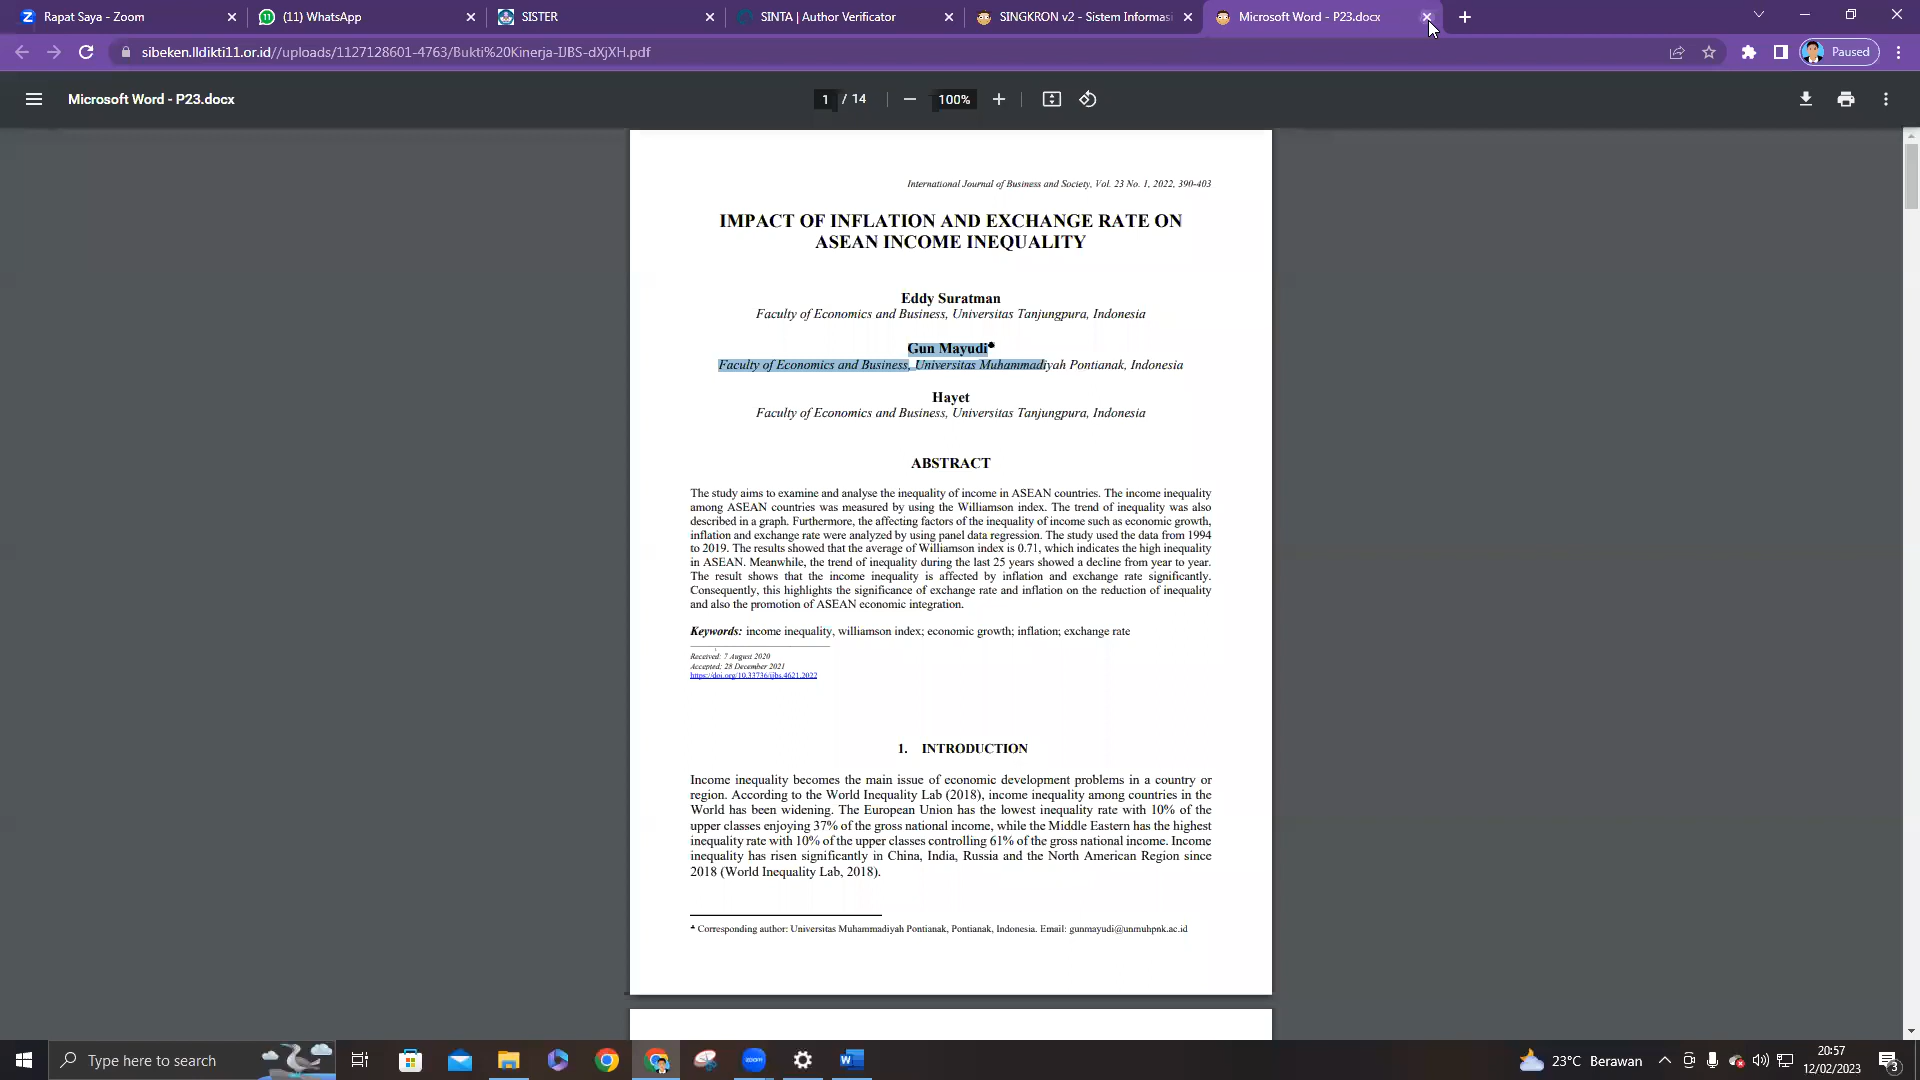 Rapat Saya - Zoom
(11) WhatsApp
SISTER
SINTA | Author Verificator
SINGKRON v2 - Sistem Informasi
Microsoft Word - P23.docx
sibeken.lldikti11.or.id//uploads/1127128601-4763/Bukti%20Kinerja-IJBS-dXjXH.pdf
Paused
Microsoft Word - P23.docx
1 / 14
100%
International Journal of Business and Society, Vol. 23 No. 1, 2022, 390-403
IMPACT OF INFLATION AND EXCHANGE RATE ON
ASEAN INCOME INEQUALITY
Eddy Suratman
Faculty of Economics and Business, Universitas Tanjungpura, Indonesia
Gun Mayudi♣
Faculty of Economics and Business, Universitas Muhammadiyah Pontianak, Indonesia
Hayet
Faculty of Economics and Business, Universitas Tanjungpura, Indonesia
ABSTRACT
The study aims to examine and analyse the inequality of income in ASEAN countries. The income inequality
among ASEAN countries was measured by using the Williamson index. The trend of inequality was also
described in a graph. Furthermore, the affecting factors of the inequality of income such as economic growth,
inflation and exchange rate were analyzed by using panel data regression. The study used the data from 1994
to 2019. The results showed that the average of Williamson index is 0.71, which indicates the high inequality
in ASEAN. Meanwhile, the trend of inequality during the last 25 years showed a decline from year to year.
The result shows that the income inequality is affected by inflation and exchange rate significantly.
Consequently, this highlights the significance of exchange rate and inflation on the reduction of inequality
and also the promotion of ASEAN economic integration.
Keywords: income inequality, williamson index; economic growth; inflation; exchange rate
Received: 7 August 2020
Accepted: 28 December 2021
https://doi.org/10.33736/ijbs.4621.2022
1. INTRODUCTION
Income inequality becomes the main issue of economic development problems in a country or
region. According to the World Inequality Lab (2018), income inequality among countries in the
World has been widening. The European Union has the lowest inequality rate with 10% of the
upper classes enjoying 37% of the gross national income, while the Middle Eastern has the highest
inequality rate with 10% of the upper classes controlling 61% of the gross national income. Income
inequality has risen significantly in China, India, Russia and the North American Region since
2018 (World Inequality Lab, 2018).
♣ Corresponding author: Universitas Muhammadiyah Pontianak, Pontianak, Indonesia. Email: gunmayudi@unmuhpnk.ac.id
Type here to search
zoom
23°C Berawan
20:57
12/02/2023
3